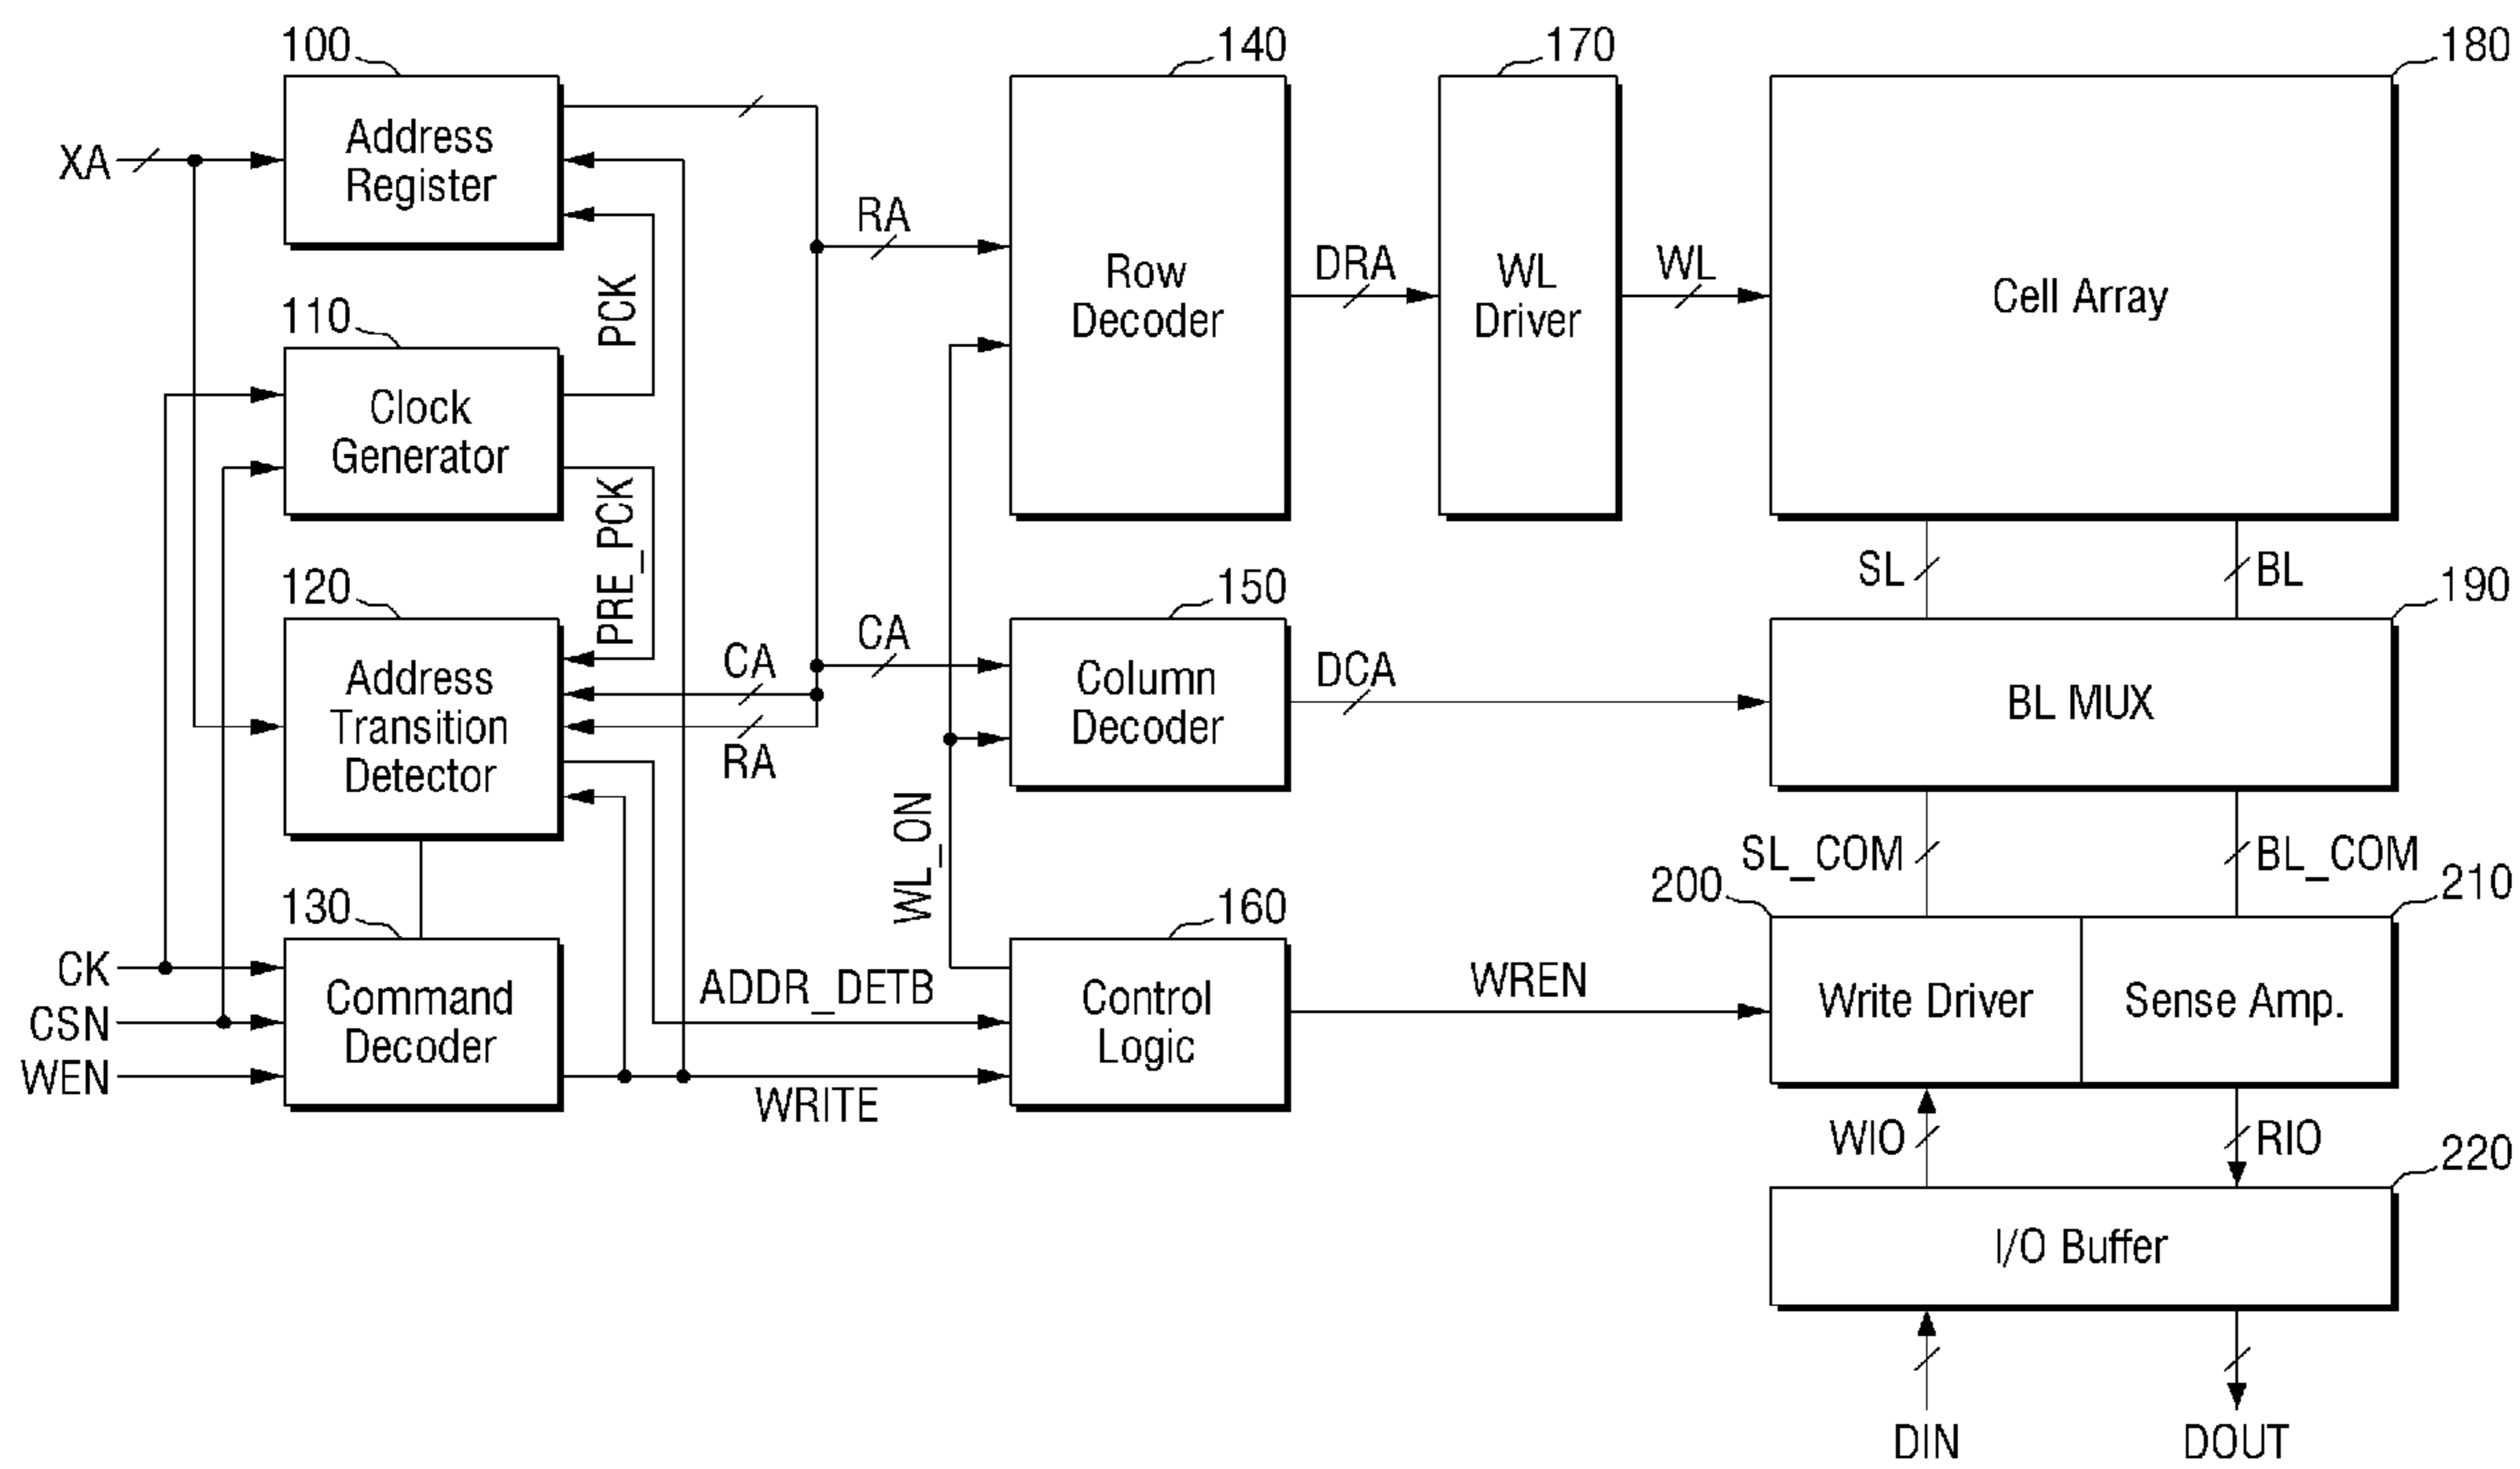 100
140
170
180
Address
Register
XA
RA
PCK
Row
Decoder
DRA
WL
Driver
WL
Cell Array
110
Clock
Generator
PRE_PCK
SL
BL
120
150
190
Address
Transition
Detector
CA
CA
RA
Column
Decoder
DCA
BL MUX
WL_ON
SL_COM
BL_COM
130
160
200
210
CK
CSN
WEN
Command
Decoder
ADDR_DETB
WRITE
Control
Logic
WREN
Write Driver
Sense Amp.
WIO
RIO
220
I/O Buffer
DIN
DOUT